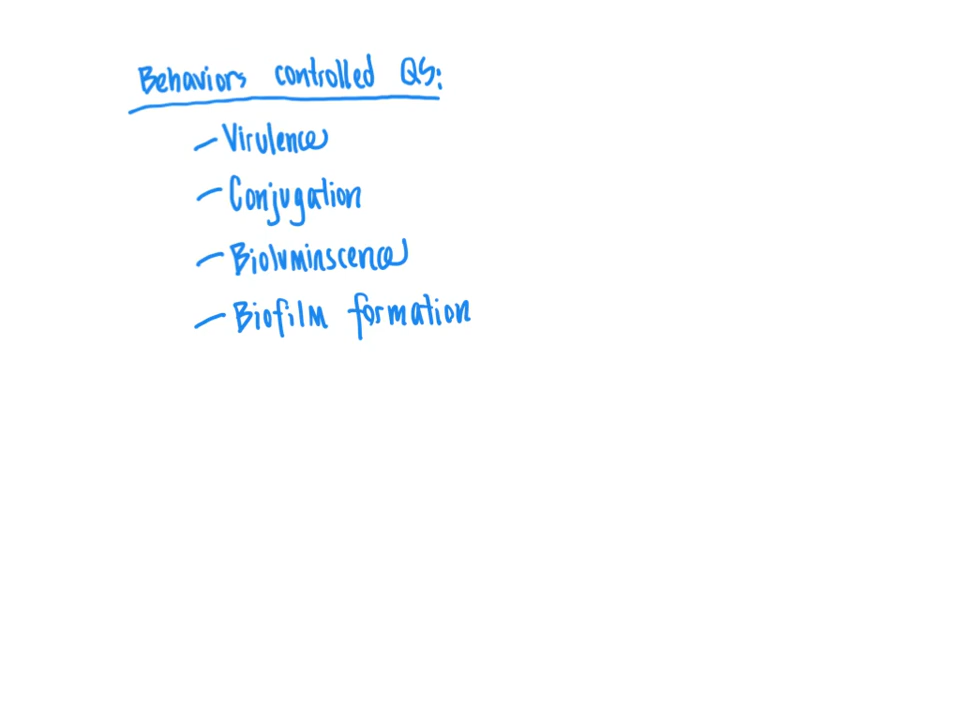 Behaviors controlled QS:
- Virulence
- Conjugation
- Bioluminscence
- Biofilm formation